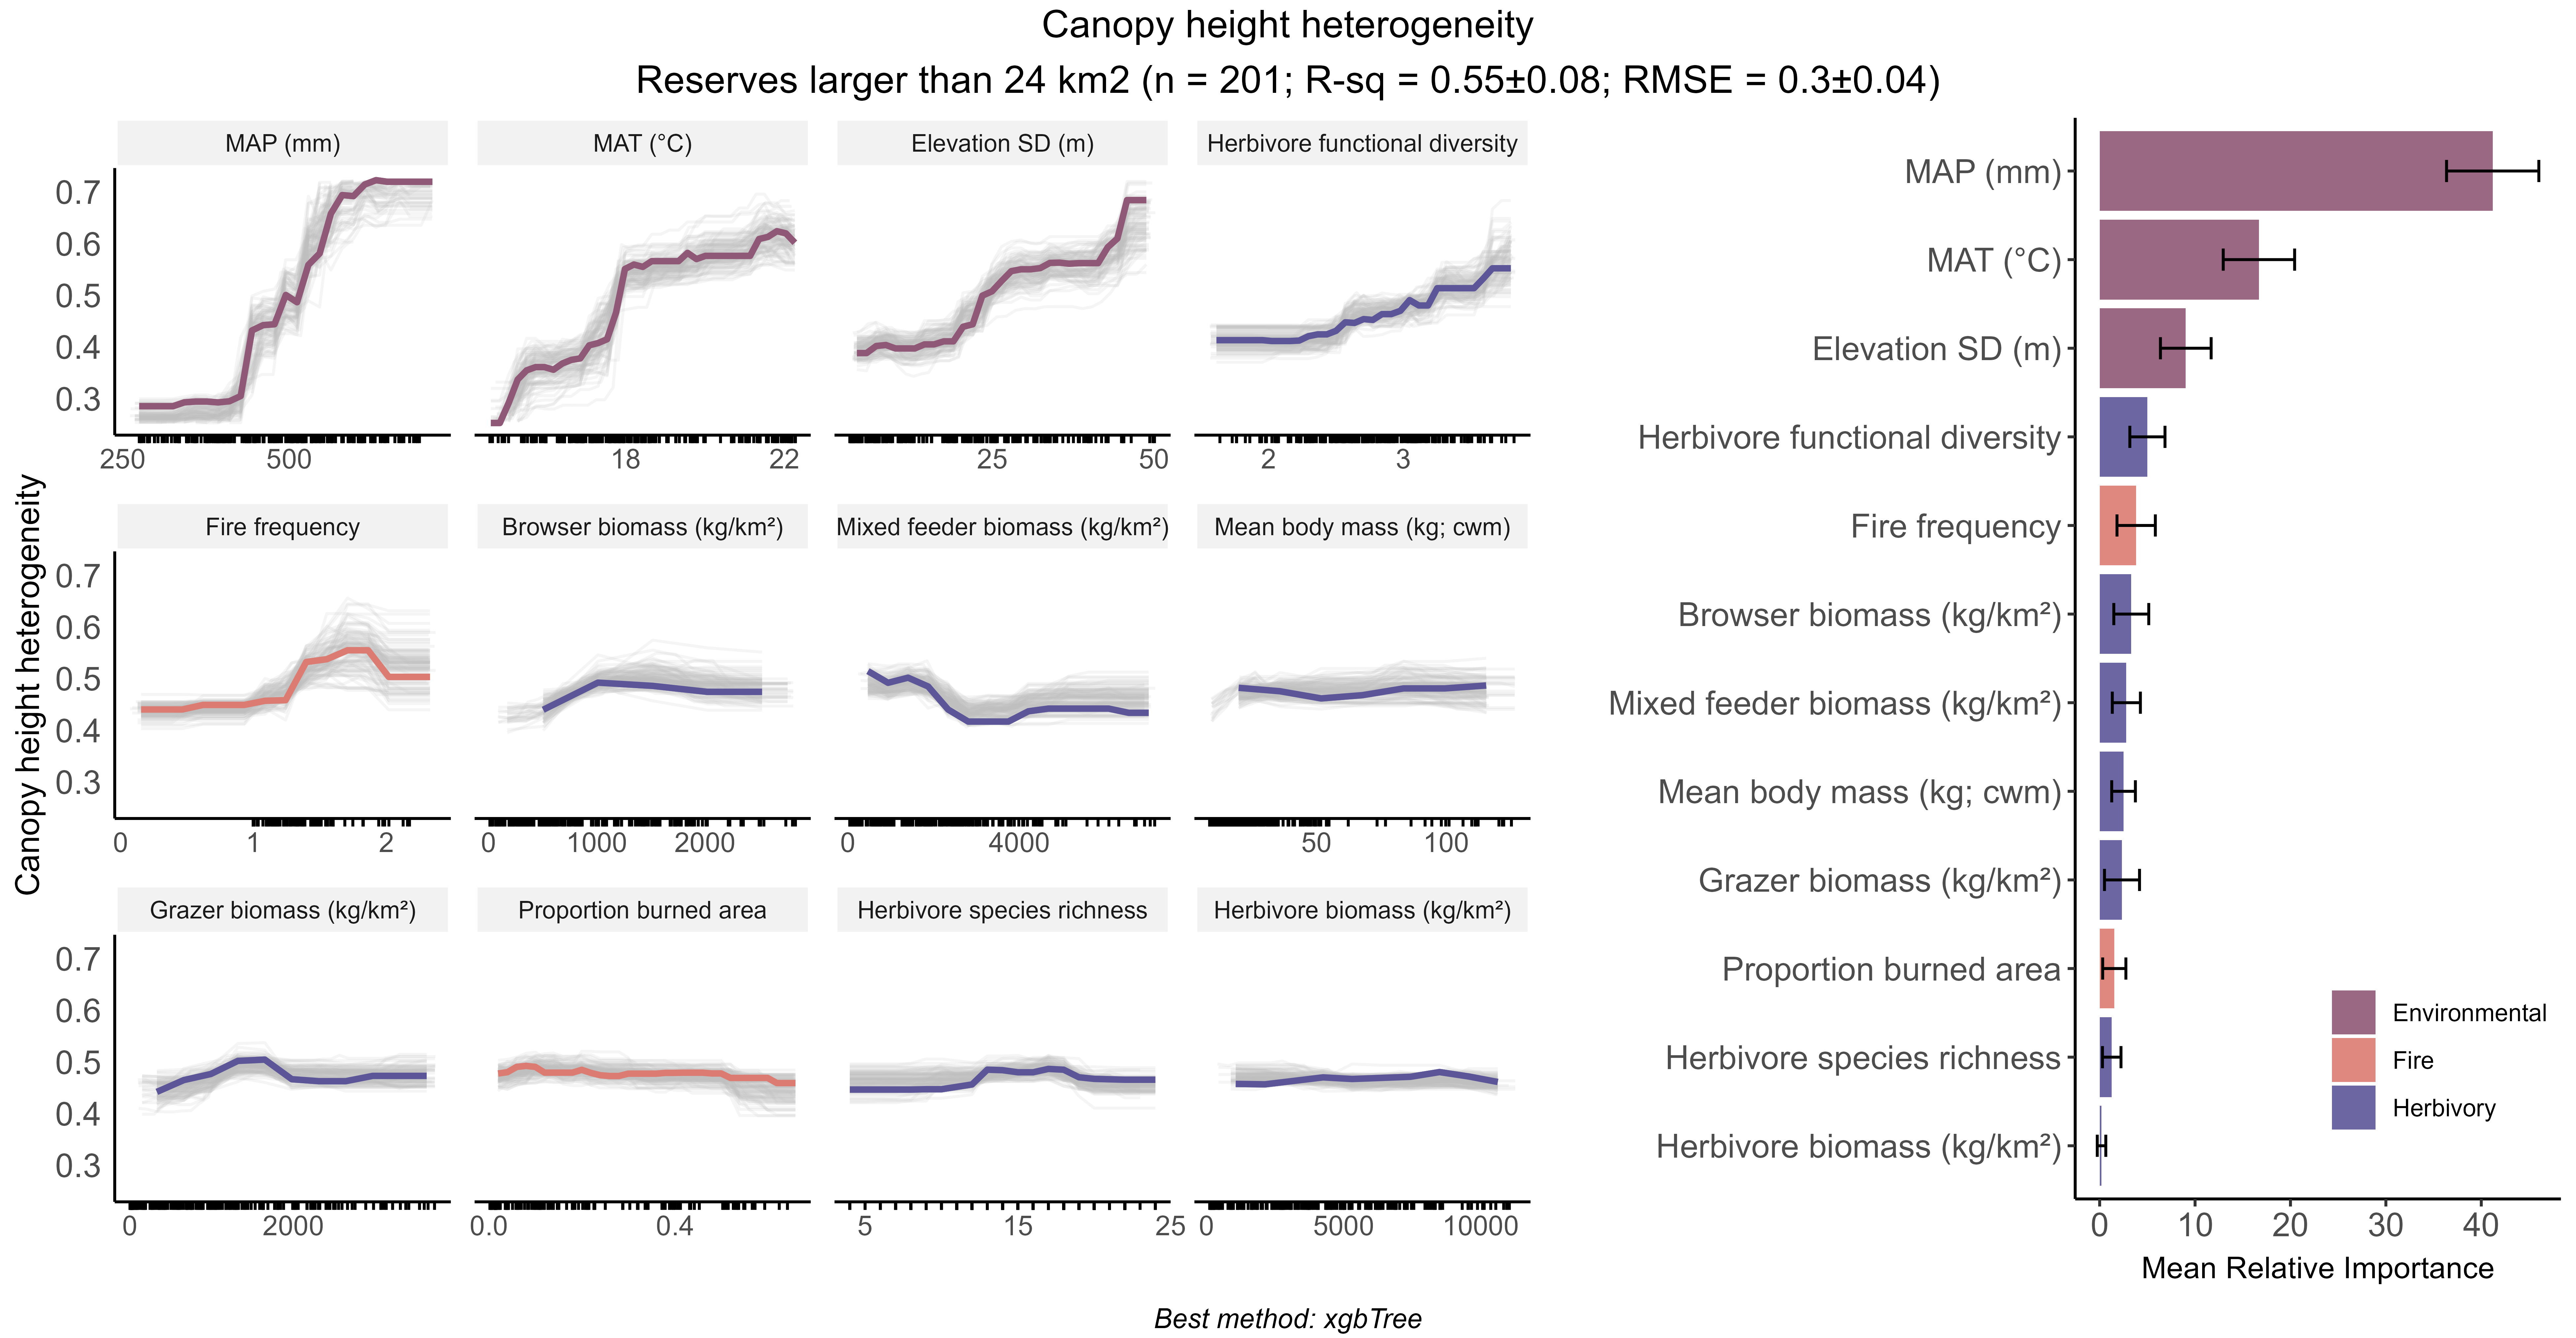 Canopy height heterogeneity
Reserves larger than 24 km2 (n = 201; R-sq = 0.55±0.08; RMSE = 0.3±0.04)
Canopy height heterogeneity
MAP (mm)
MAT (°C)
Elevation SD (m)
Herbivore functional diversity
0.7
0.6
0.5
0.4
0.3
250 500
18 22
25 50
2 3
Fire frequency
Browser biomass (kg/km²)
Mixed feeder biomass (kg/km²)
Mean body mass (kg; cwm)
0.7
0.6
0.5
0.4
0.3
0 1 2
0 1000 2000
0 4000
50 100
Grazer biomass (kg/km²)
Proportion burned area
Herbivore species richness
Herbivore biomass (kg/km²)
0.7
0.6
0.5
0.4
0.3
0 2000
0.0 0.4
5 15 25
0 5000 10000
MAP (mm)
MAT (°C)
Elevation SD (m)
Herbivore functional diversity
Fire frequency
Browser biomass (kg/km²)
Mixed feeder biomass (kg/km²)
Mean body mass (kg; cwm)
Grazer biomass (kg/km²)
Proportion burned area
Herbivore species richness
Herbivore biomass (kg/km²)
Environmental
Fire
Herbivory
0 10 20 30 40
Mean Relative Importance
Best method: xgbTree